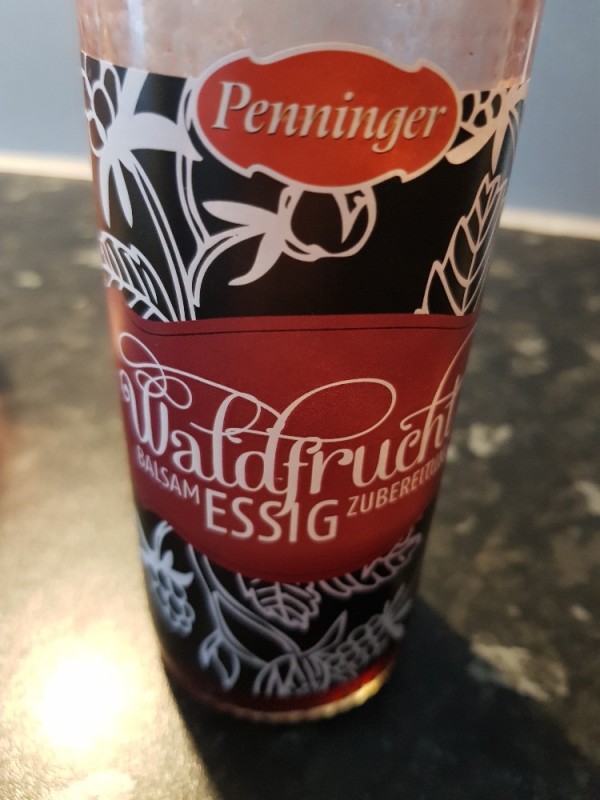 Penninger
Waldfrucht
BALSAM ESSIG ZUBEREITUNG